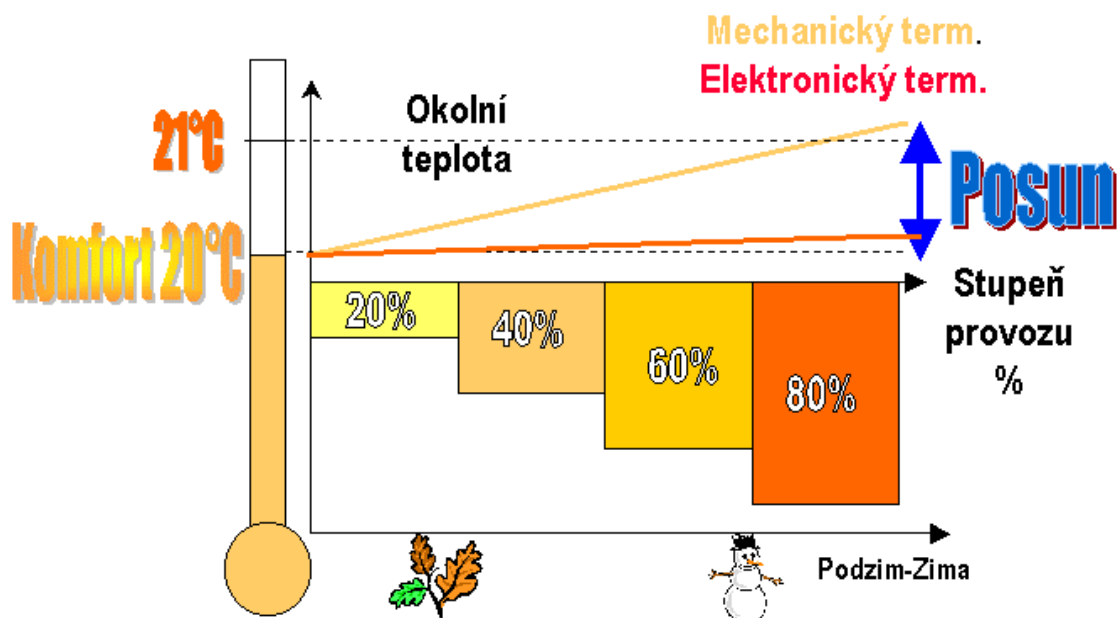 Mechanický term.
Elektronický term.
Okolní
teplota
21°C
Posun
Komfort 20°C
Stupeň
provozu
%
20%
40%
60%
80%
Podzim-Zima